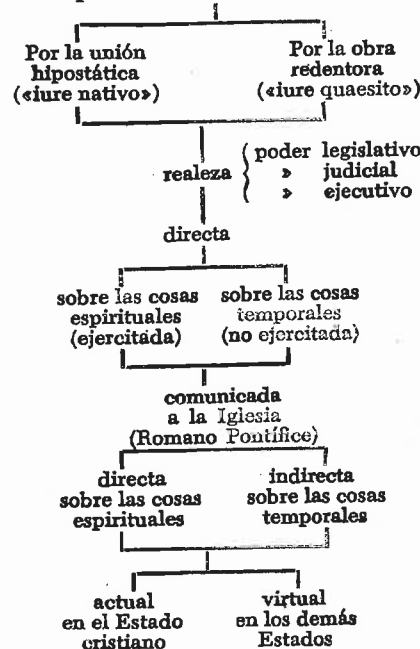 Por la unión
hipostática
(«iure nativo»)
Por la obra
redentora
(«iure quaesito»)
realeza
poder legislativo
» judicial
» ejecutivo
directa
sobre las cosas
espirituales
(ejercitada)
sobre las cosas
temporales
(no ejercitada)
comunicada
a la Iglesia
(Romano Pontífice)
directa
sobre las cosas
espirituales
indirecta
sobre las cosas
temporales
actual
en el Estado
cristiano
virtual
en los demás
Estados